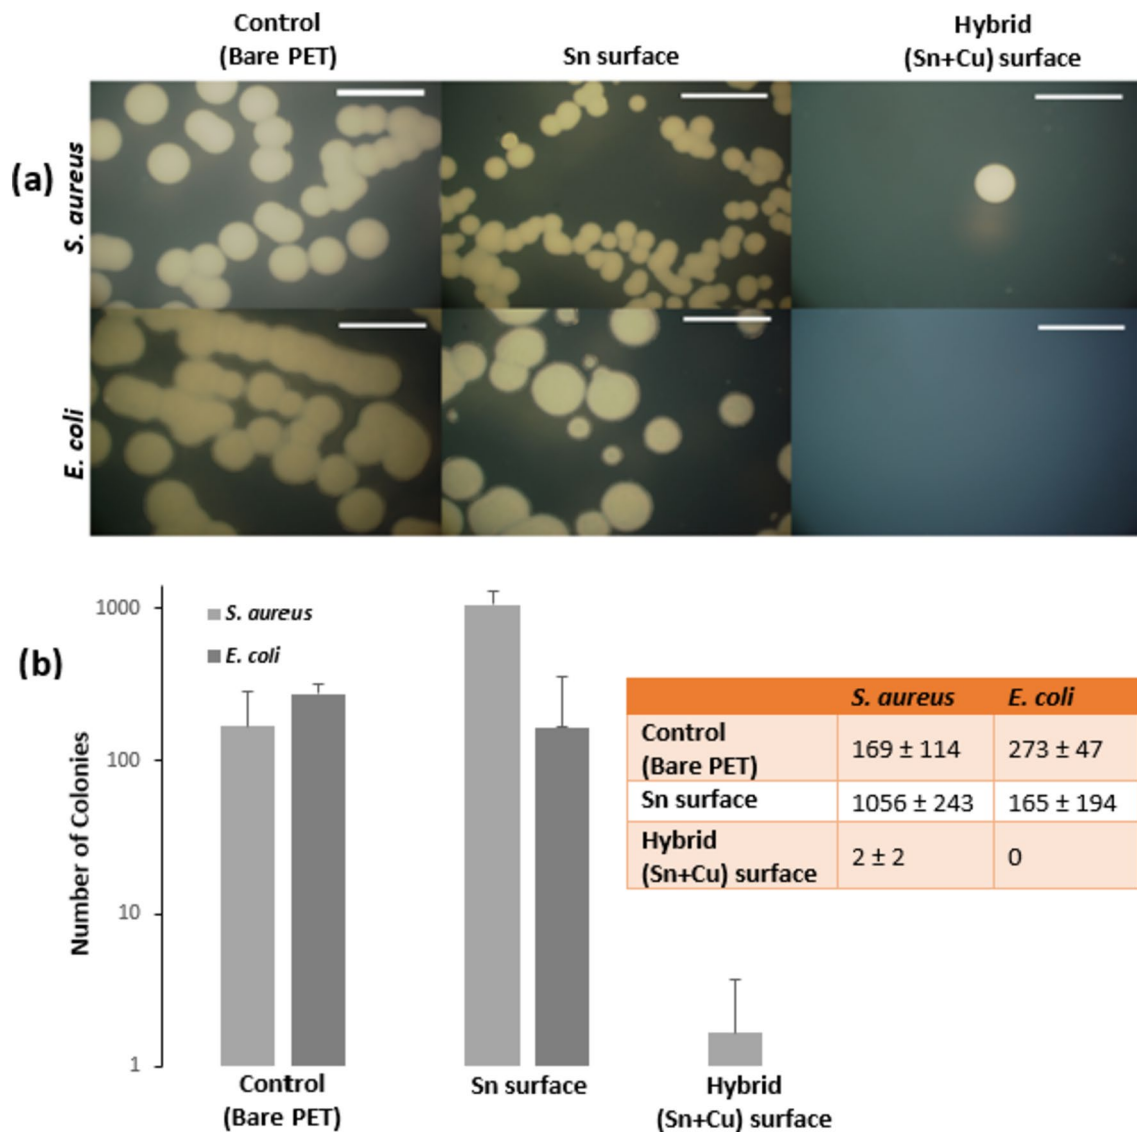 Control
(Bare PET)
Sn surface
Hybrid
(Sn+Cu) surface
(a)
S. aureus
E. coli
(b)
Number of Colonies
1000
100
10
1
S. aureus
E. coli
Control
(Bare PET)
Sn surface
Hybrid
(Sn+Cu) surface
S. aureus E. coli
Control
(Bare PET) 169 ± 114 273 ± 47
Sn surface 1056 ± 243 165 ± 194
Hybrid
(Sn+Cu) surface 2 ± 2 0